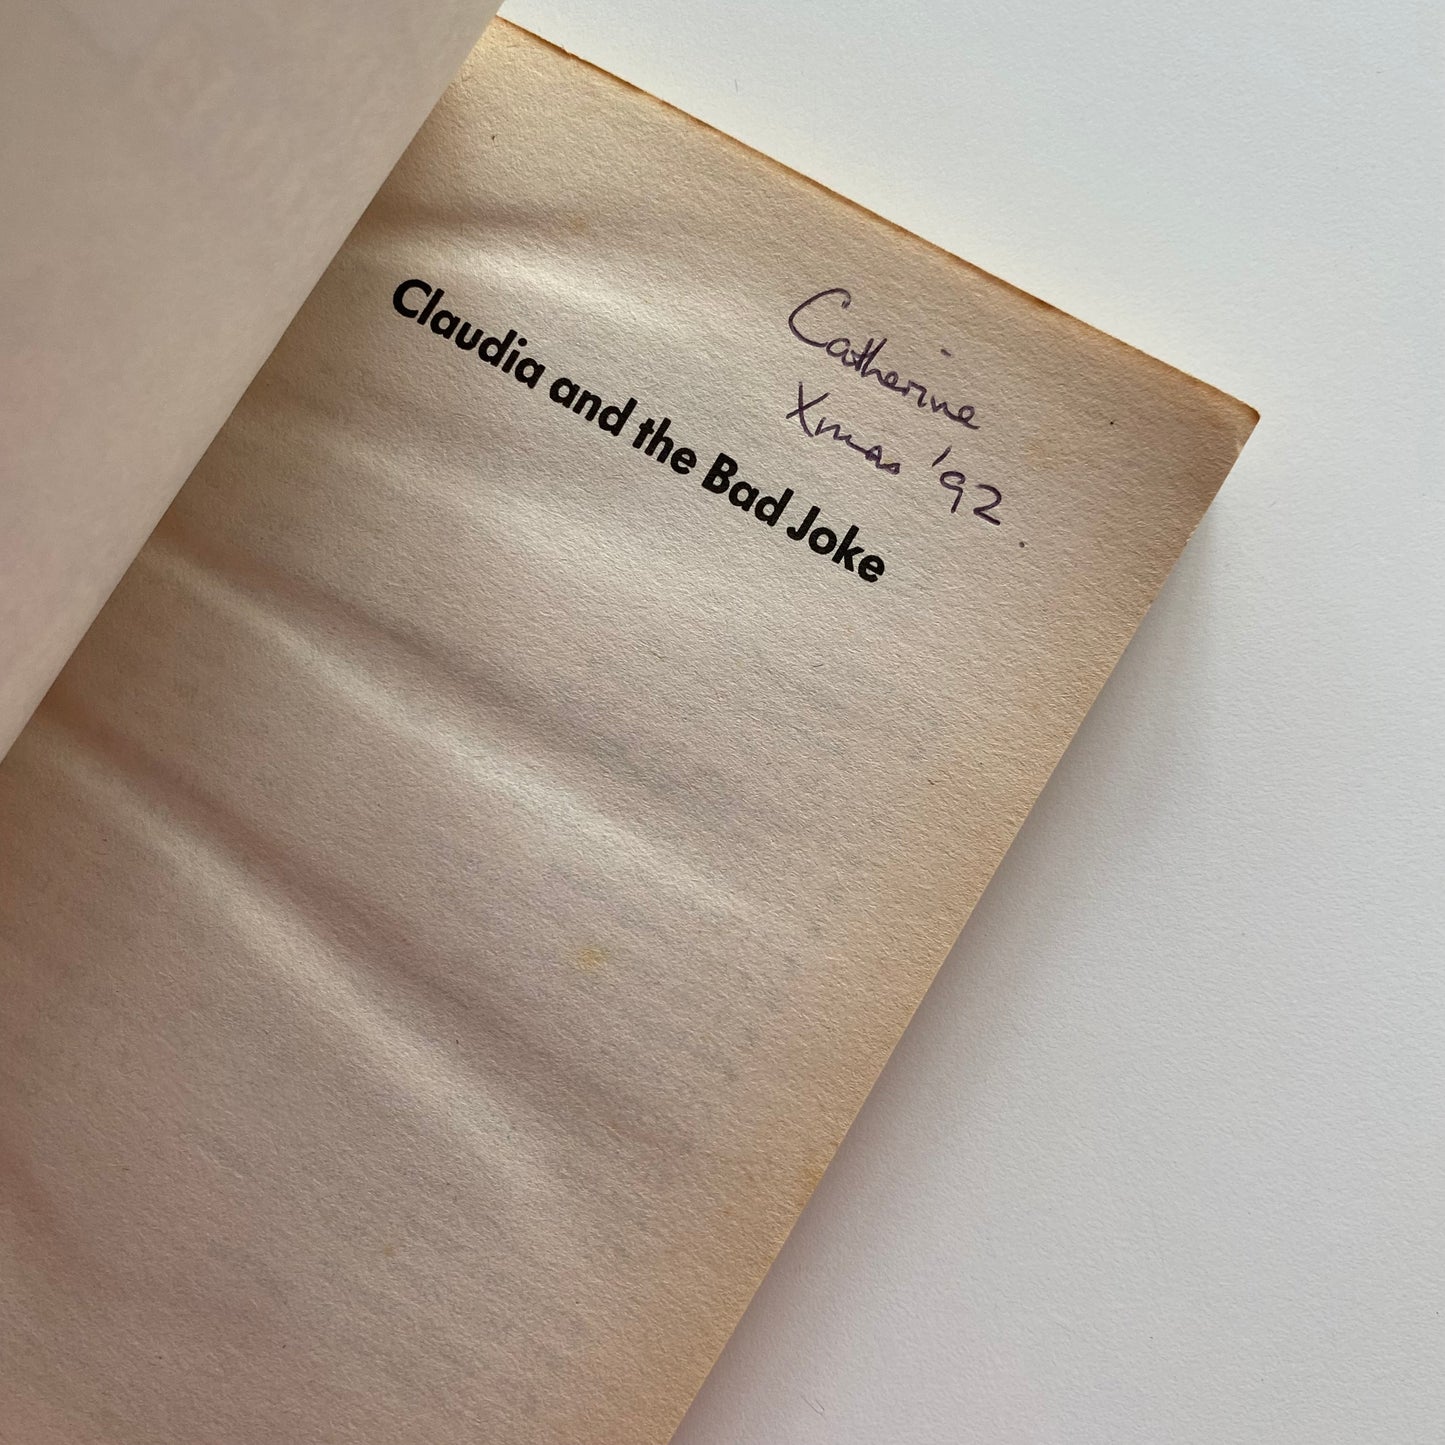 Catherine
Xmas '92.
Claudia and the Bad Joke